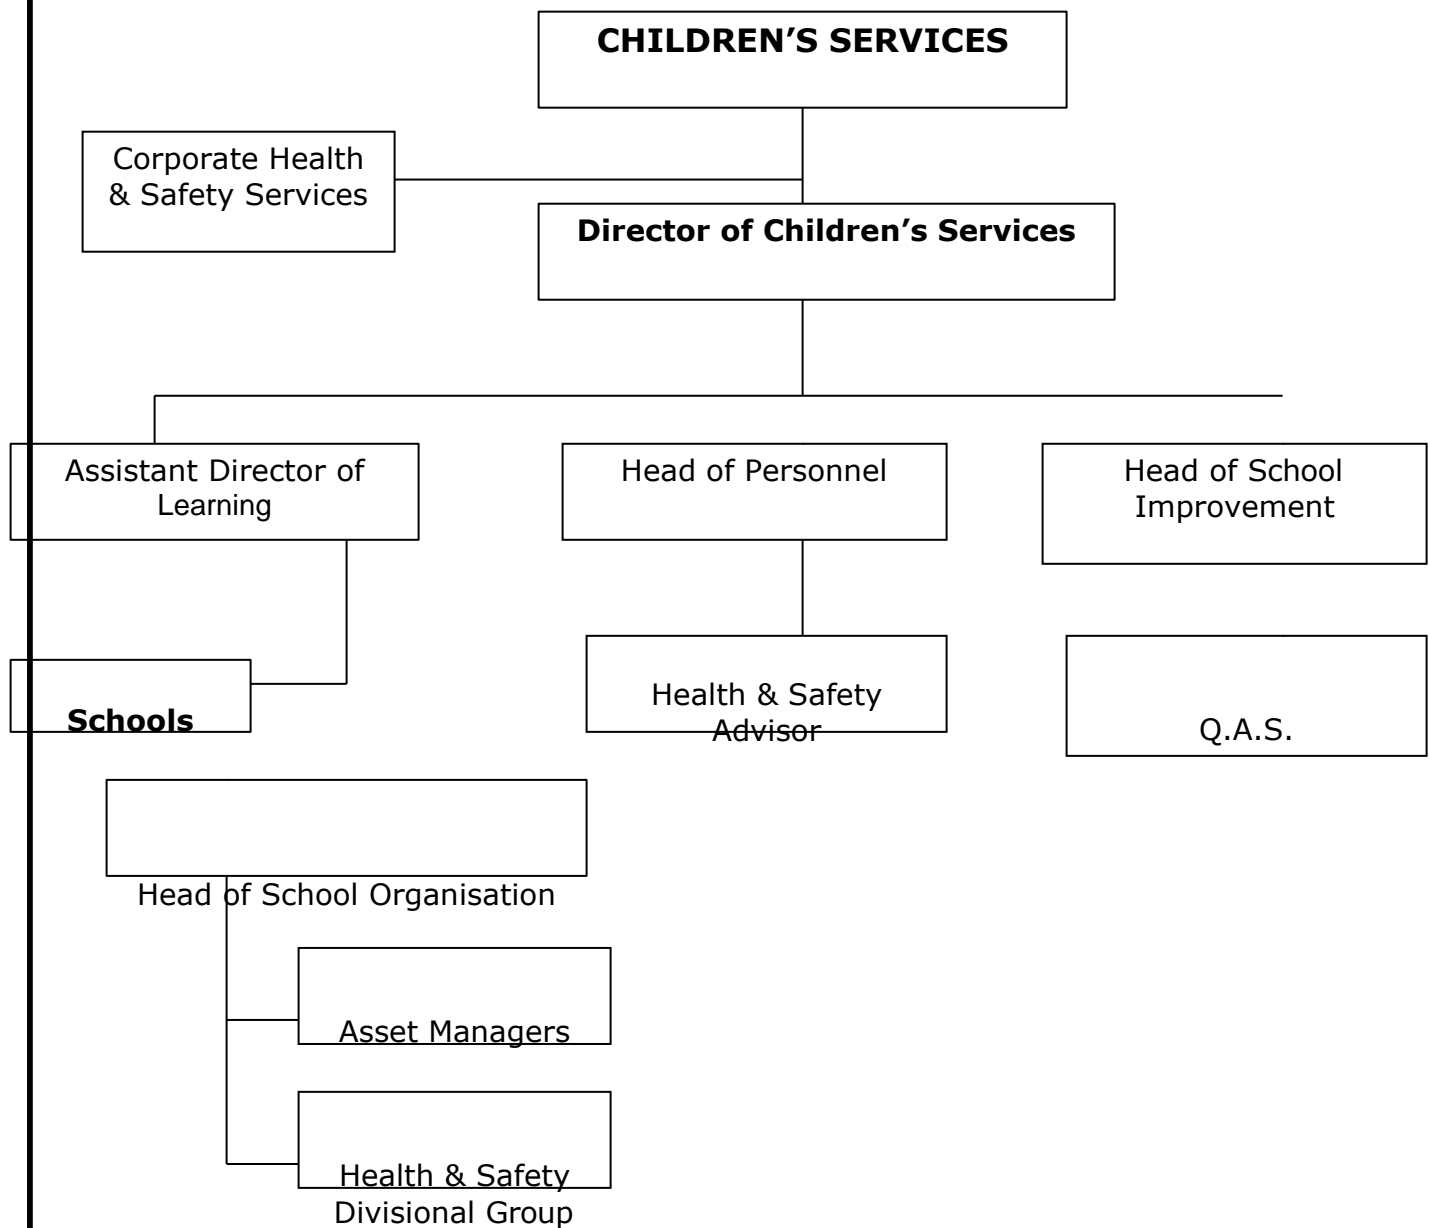 CHILDREN’S SERVICES
Corporate Health
& Safety Services
Director of Children’s Services
Assistant Director of
Learning
Head of Personnel
Head of School
Improvement
Schools
Health & Safety
Advisor
Q.A.S.
Head of School Organisation
Asset Managers
Health & Safety
Divisional Group